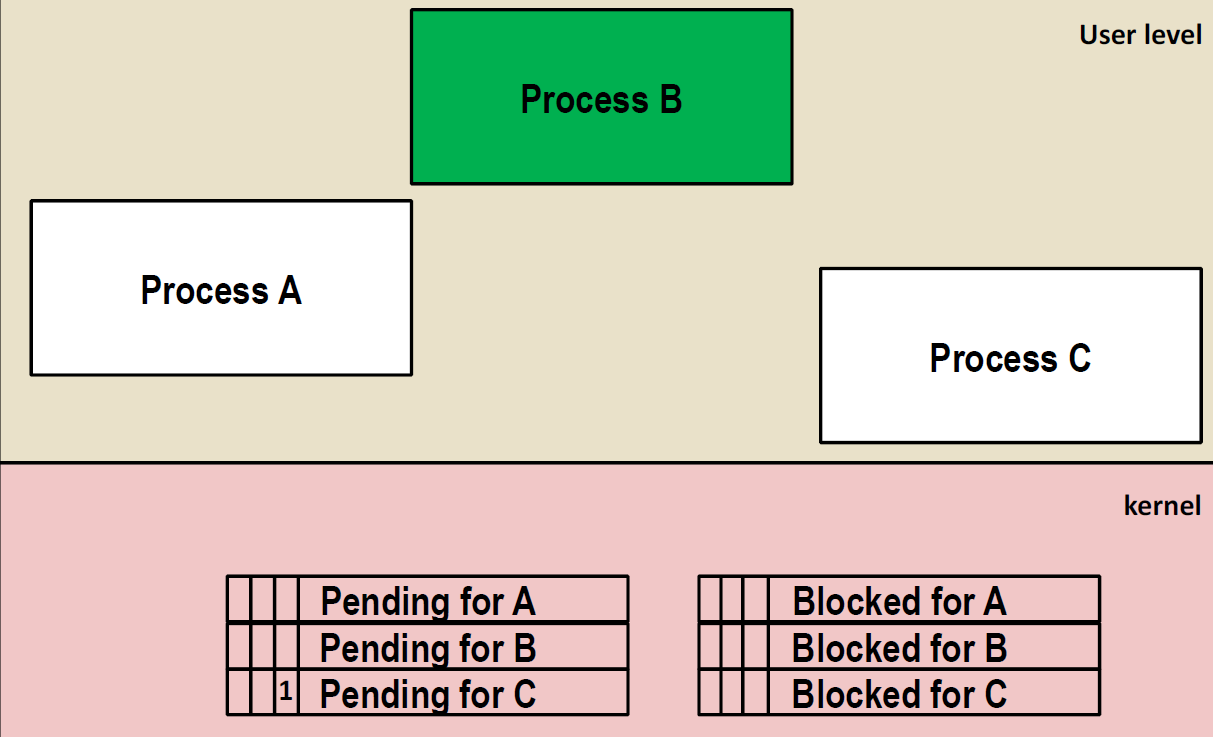 User level
Process B
Process A
Process C
kernel
Pending for A
Pending for B
1 Pending for C
Blocked for A
Blocked for B
Blocked for C